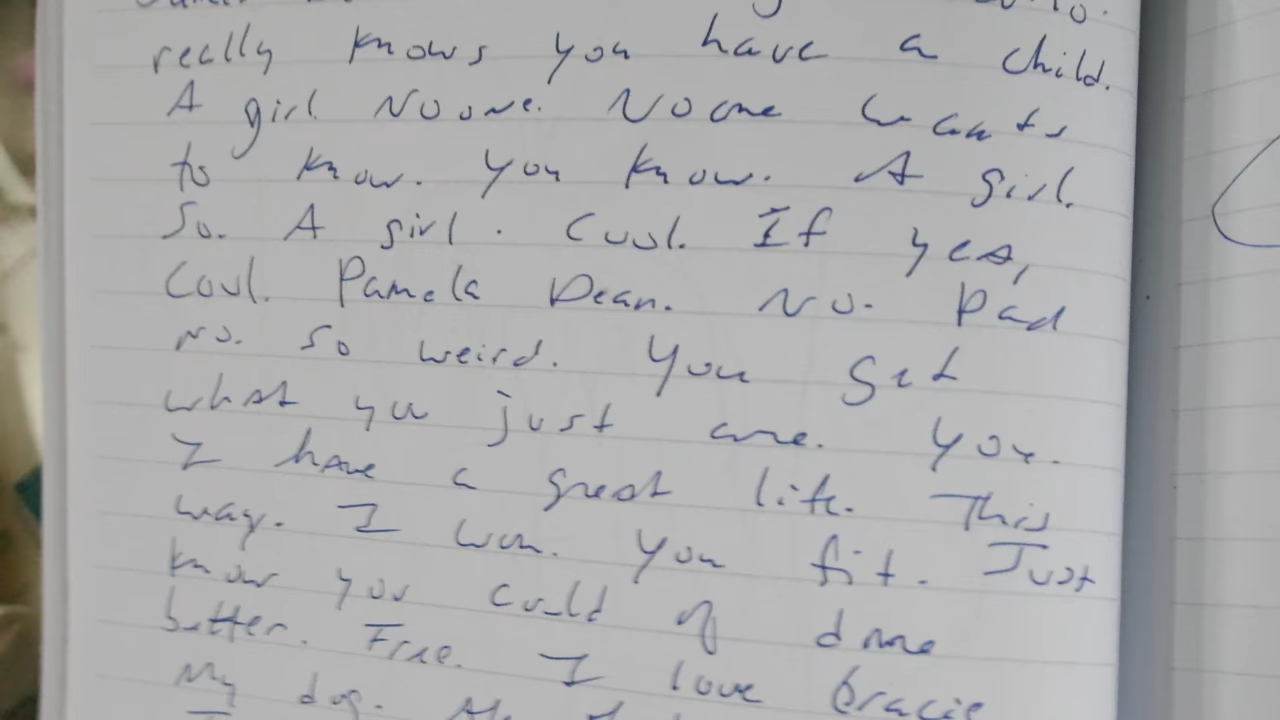 really knows you have a child.
A girl No one. No one wants
to know. You know. A girl.
So. A girl. Cool. If yes,
Cool. Pamela Dean. No. Dad
no. So weird. You get
what you just are. You.
I have a great life. This
way. I won. You fit. Just
know you could of done
better. Free. I love Gracie
My dog.